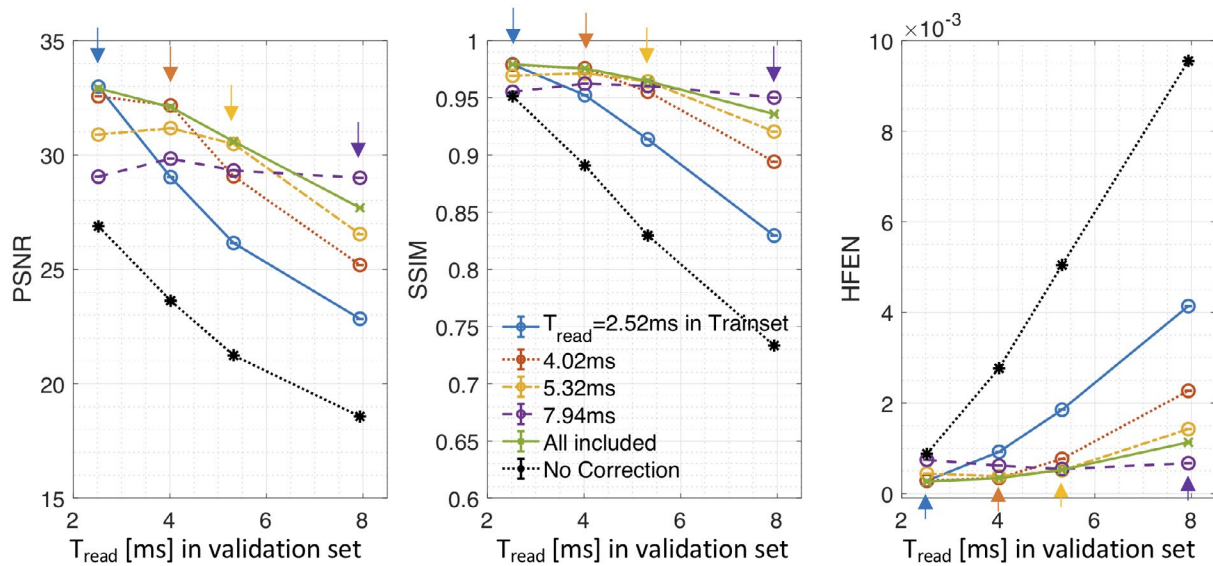 PSNR
35
30
25
20
15
2 4 6 8
T_read [ms] in validation set
SSIM
1
0.95
0.9
0.85
0.8
0.75
0.7
0.65
0.6
T_read=2.52ms in Trainset
4.02ms
5.32ms
7.94ms
All included
No Correction
2 4 6 8
T_read [ms] in validation set
×10⁻³
HFEN
10
8
6
4
2
0
2 4 6 8
T_read [ms] in validation set